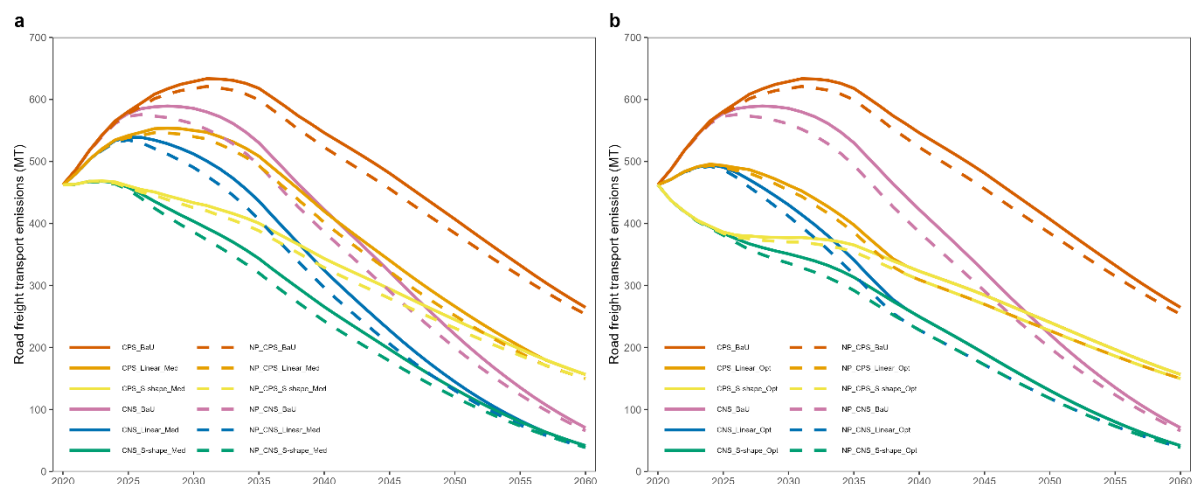 a
Road freight transport emissions (MT)
700
600
500
400
300
200
100
0
CPS_BaU NP_CPS_BaU
CPS_Linear_Med NP_CPS_Linear_Med
CPS_S-shape_Med NP_CPS_S-shape_Med
CNS_BaU NP_CNS_BaU
CNS_Linear_Med NP_CNS_Linear_Med
CNS_S-shape_Med NP_CNS_S-shape_Med
2020 2025 2030 2035 2040 2045 2050 2055 2060
b
Road freight transport emissions (MT)
700
600
500
400
300
200
100
0
CPS_BaU NP_CPS_BaU
CPS_Linear_Opt NP_CPS_Linear_Opt
CPS_S-shape_Opt NP_CPS_S-shape_Opt
CNS_BaU NP_CNS_BaU
CNS_Linear_Opt NP_CNS_Linear_Opt
CNS_S-shape_Opt NP_CNS_S-shape_Opt
2020 2025 2030 2035 2040 2045 2050 2055 2060